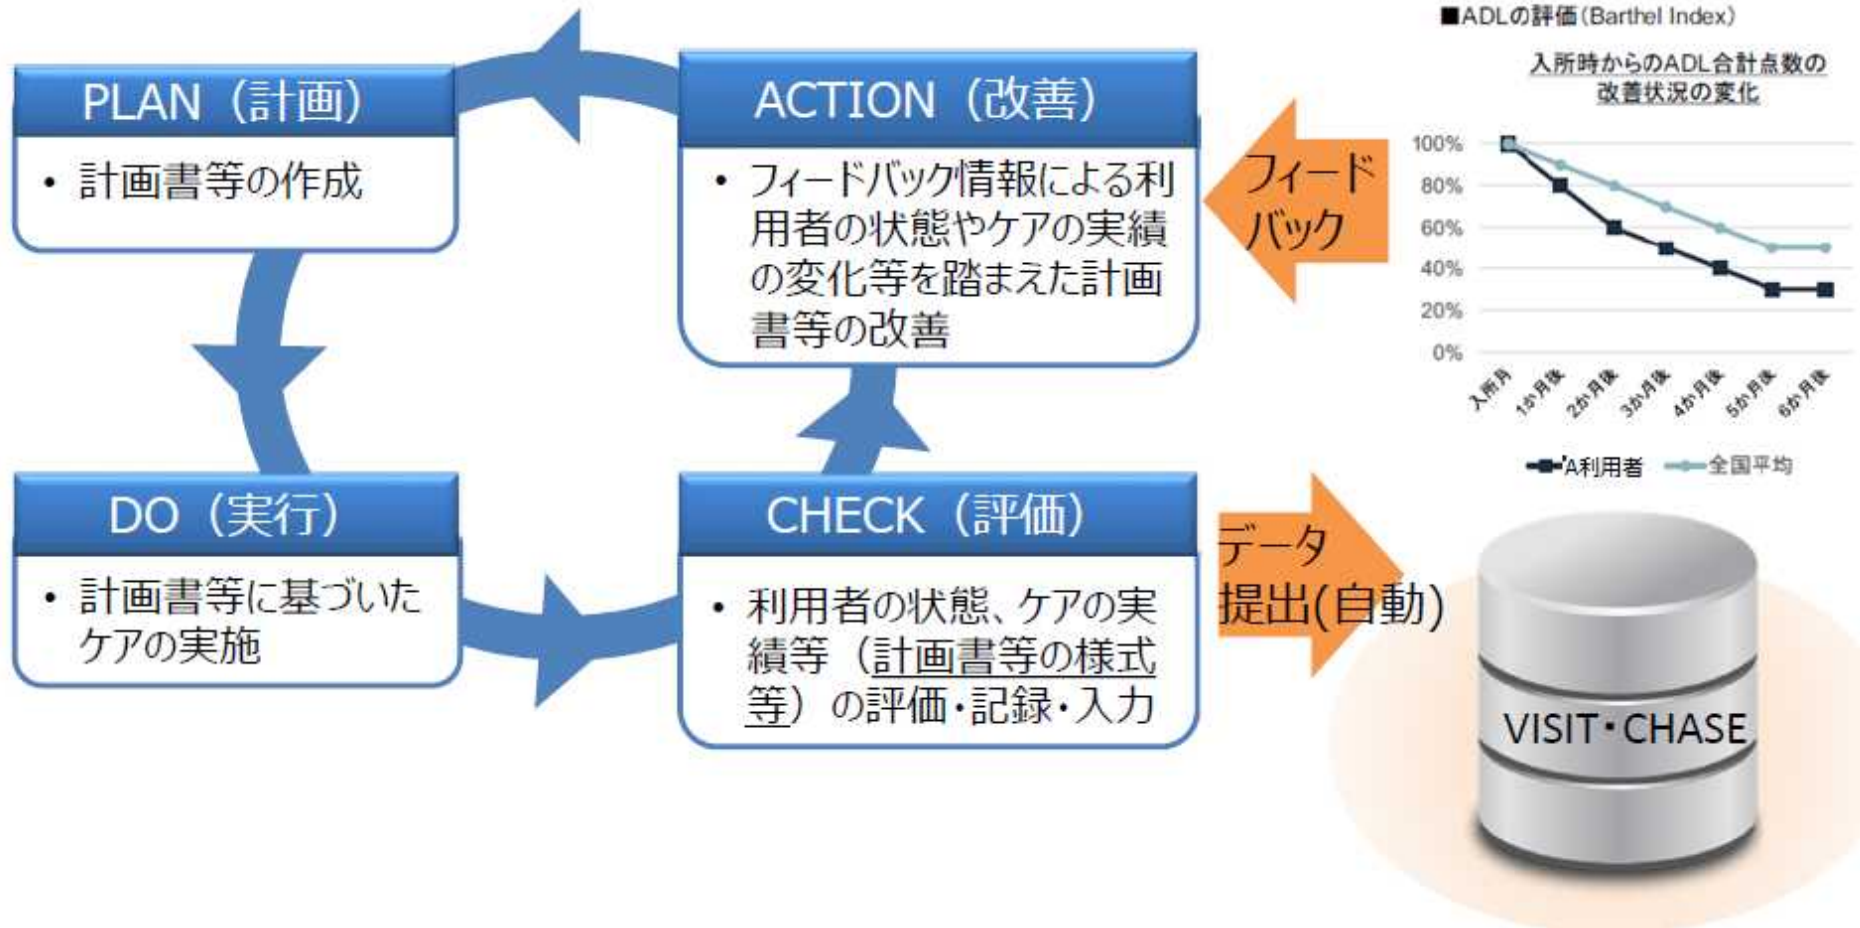 PLAN（計画）
• 計画書等の作成
ACTION（改善）
• フィードバック情報による利
用者の状態やケアの実績
の変化等を踏まえた計画
書等の改善
フィード
バック
■ADLの評価（Barthel Index）
入所時からのADL合計点数の
改善状況の変化
100%
80%
60%
40%
20%
0%
入所月
1か月後
2か月後
3か月後
4か月後
5か月後
6か月後
A利用者
全国平均
DO（実行）
• 計画書等に基づいた
ケアの実施
CHECK（評価）
• 利用者の状態、ケアの実
績等（計画書等の様式
等）の評価・記録・入力
データ
提出(自動)
VISIT・CHASE